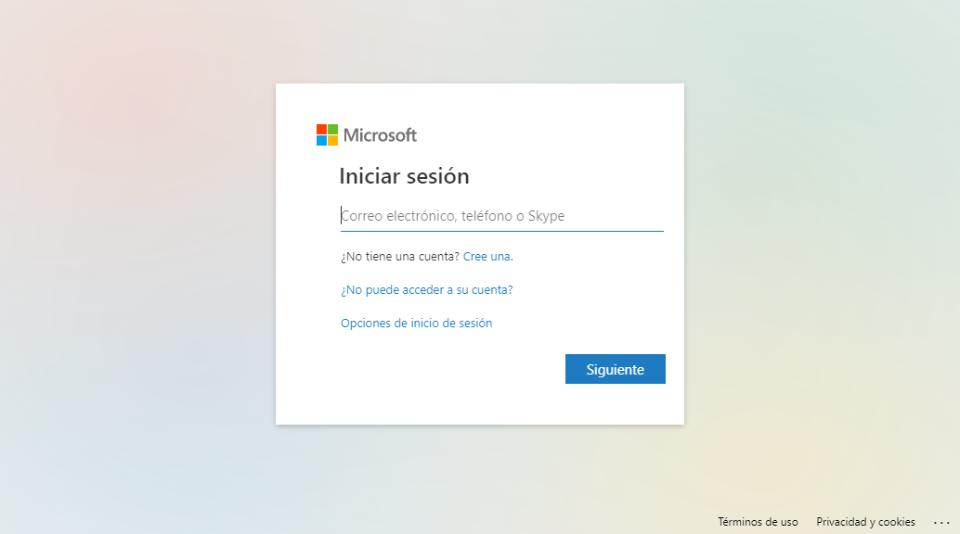 Microsoft
Iniciar sesión
Correo electrónico, teléfono o Skype
¿No tiene una cuenta? Cree una.
¿No puede acceder a su cuenta?
Opciones de inicio de sesión
Siguiente
Términos de uso Privacidad y cookies ...